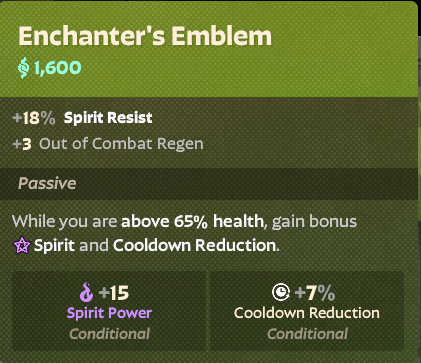 Enchanter's Emblem
1,600
+18% Spirit Resist
+3 Out of Combat Regen
Passive
While you are above 65% health, gain bonus
Spirit and Cooldown Reduction.
+15
Spirit Power
Conditional
+7%
Cooldown Reduction
Conditional